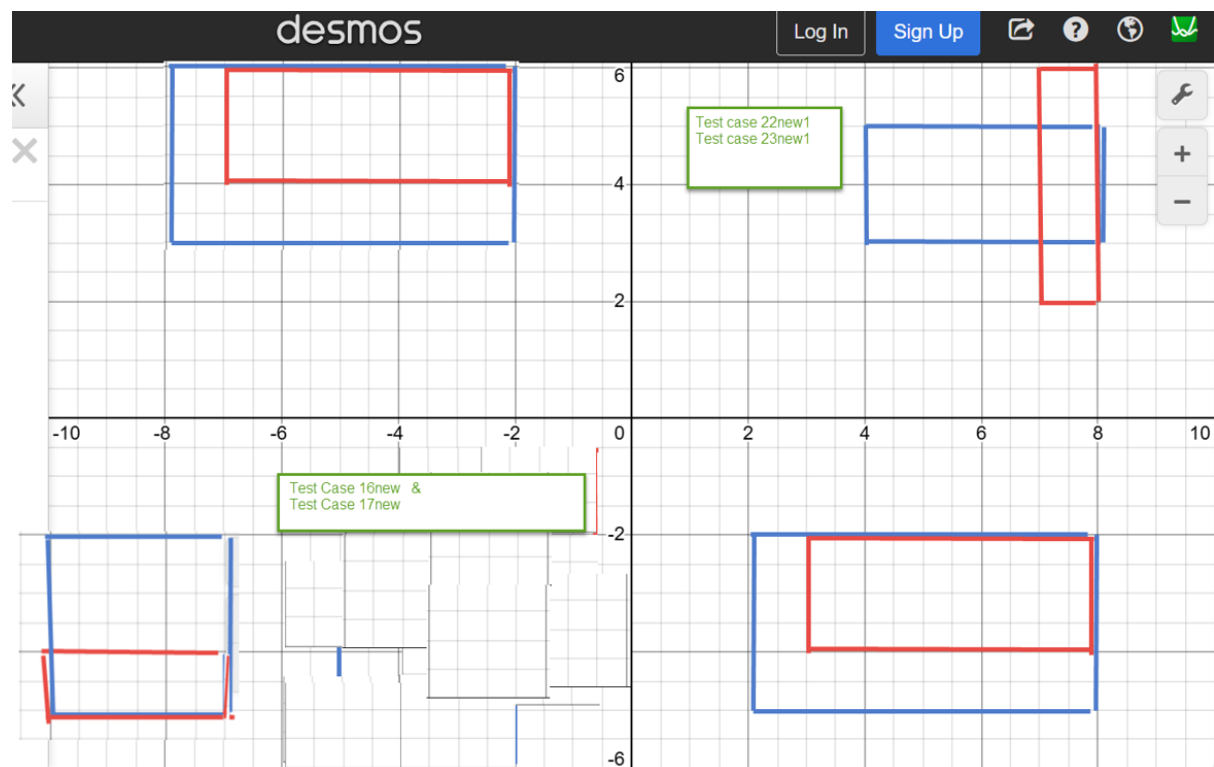 desmos
Log In
Sign Up
6
Test case 22new1
Test case 23new1
4
2
-10 -8 -6 -4 -2 0 2 4 6 8 10
Test Case 16new &
Test Case 17new
-2
-6